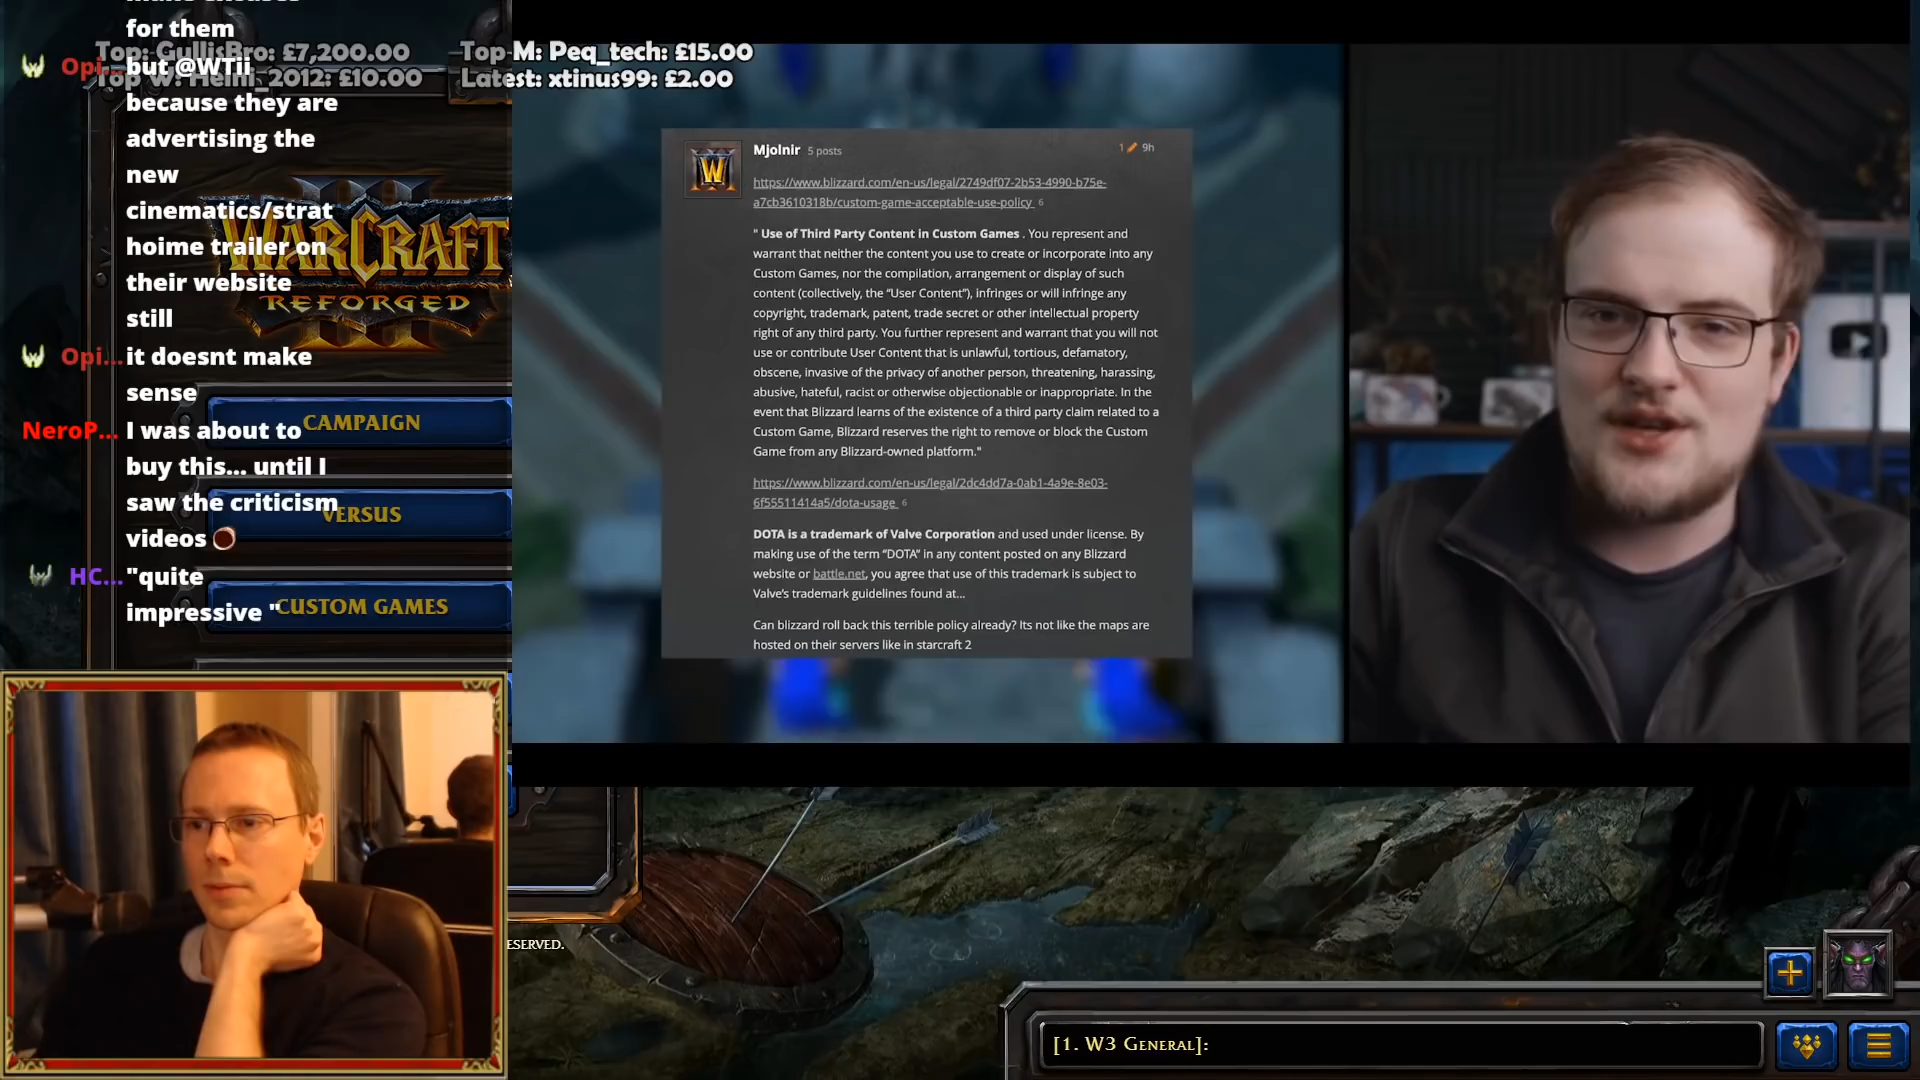 for them
Top: GullisBro: £7,200.00
Top M: Peq_tech: £15.00
Opi... but @WTii
Top W: 2012: £10.00
Latest: xtinus99: £2.00
because they are
advertising the
new
cinematics/strat
hoime trailer on
their website
still
Opi... it doesnt make
sense
NeroP... I was about to
buy this... until I
saw the criticism
videos
HC... "quite
impressive "
WARCRAFT
III
REFORGED
CAMPAIGN
VERSUS
CUSTOM GAMES
Mjolnir 5 posts
1 9h
https://www.blizzard.com/en-us/legal/2749df07-2b53-4990-b75e-
a7cb3610318b/custom-game-acceptable-use-policy 6
" Use of Third Party Content in Custom Games . You represent and
warrant that neither the content you use to create or incorporate into any
Custom Games, nor the compilation, arrangement or display of such
content (collectively, the “User Content”), infringes or will infringe any
copyright, trademark, patent, trade secret or other intellectual property
right of any third party. You further represent and warrant that you will not
use or contribute User Content that is unlawful, tortious, defamatory,
obscene, invasive of the privacy of another person, threatening, harassing,
abusive, hateful, racist or otherwise objectionable or inappropriate. In the
event that Blizzard learns of the existence of a third party claim related to a
Custom Game, Blizzard reserves the right to remove or block the Custom
Game from any Blizzard-owned platform."
https://www.blizzard.com/en-us/legal/2dc4dd7a-0ab1-4a9e-8e03-
6f55511414a5/dota-usage 6
DOTA is a trademark of Valve Corporation and used under license. By
making use of the term “DOTA” in any content posted on any Blizzard
website or battle.net, you agree that use of this trademark is subject to
Valve’s trademark guidelines found at...
Can blizzard roll back this terrible policy already? Its not like the maps are
hosted on their servers like in starcraft 2
ESERVED.
[1. W3 GENERAL]: